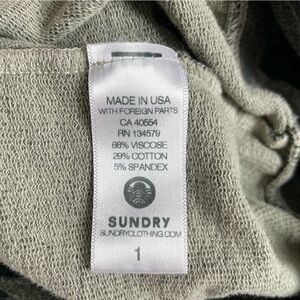 MADE IN USA
WITH FOREIGN PARTS
CA 40554
RN 134579
66% VISCOSE
29% COTTON
5% SPANDEX
SUNDRY
SUNDRYCLOTHING.COM
1